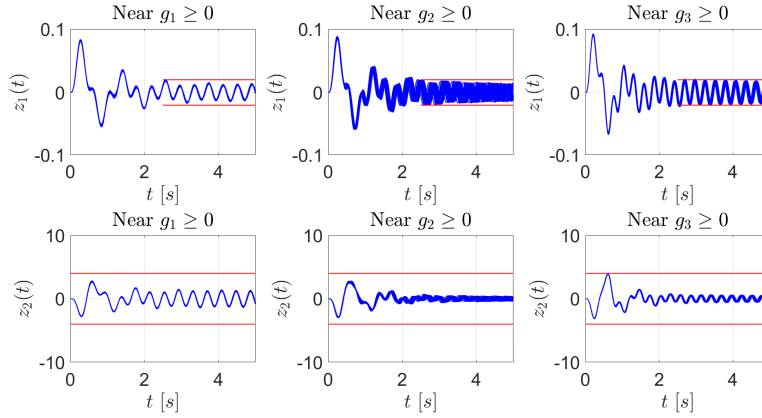 Near $g_1 \geq 0$
Near $g_2 \geq 0$
Near $g_3 \geq 0$
0.1
0
-0.1
$z_1(t)$
0 2 4
$t\ [s]$
0.1
0
-0.1
$z_1(t)$
0 2 4
$t\ [s]$
0.1
0
-0.1
$z_1(t)$
0 2 4
$t\ [s]$
Near $g_1 \geq 0$
Near $g_2 \geq 0$
Near $g_3 \geq 0$
10
0
-10
$z_2(t)$
0 2 4
$t\ [s]$
10
0
-10
$z_2(t)$
0 2 4
$t\ [s]$
10
0
-10
$z_2(t)$
0 2 4
$t\ [s]$